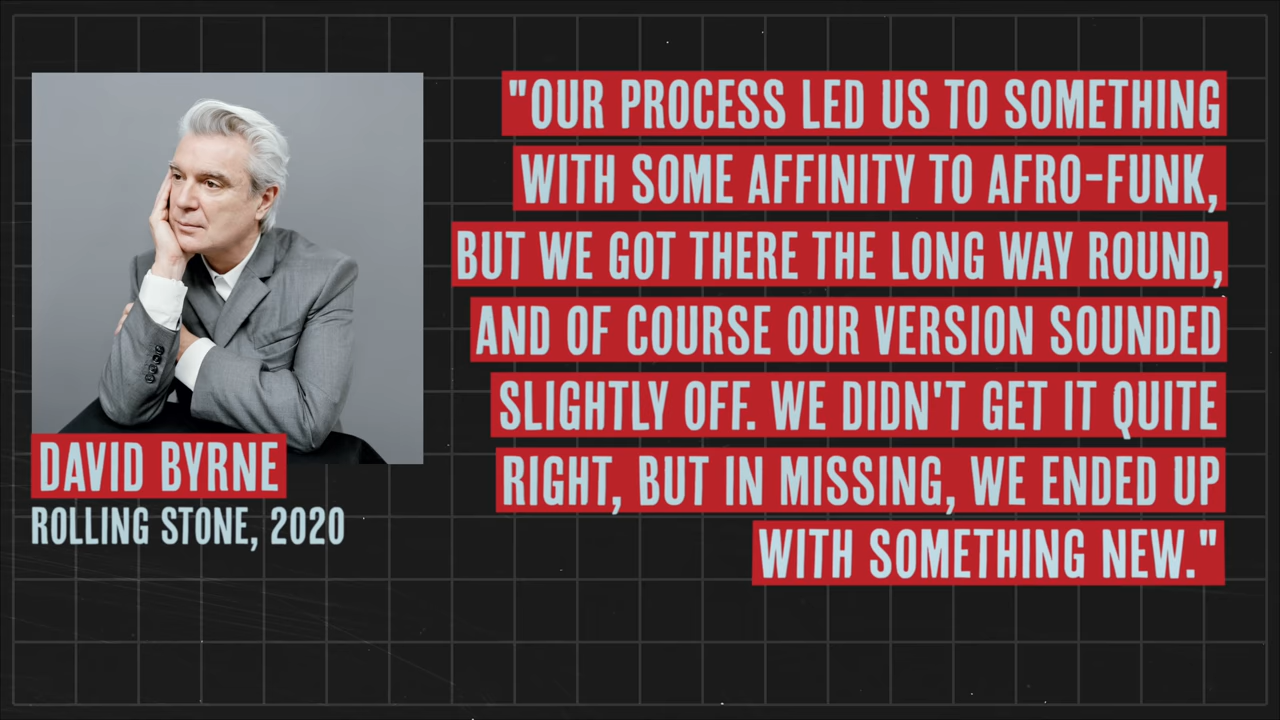 "OUR PROCESS LED US TO SOMETHING
WITH SOME AFFINITY TO AFRO-FUNK,
BUT WE GOT THERE THE LONG WAY ROUND,
AND OF COURSE OUR VERSION SOUNDED
SLIGHTLY OFF. WE DIDN'T GET IT QUITE
RIGHT, BUT IN MISSING, WE ENDED UP
WITH SOMETHING NEW."
DAVID BYRNE
ROLLING STONE, 2020